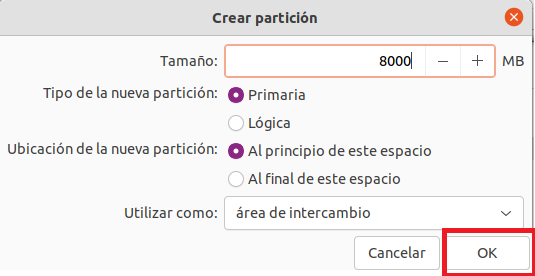 Crear partición
Tamaño: 8000 − + MB
Tipo de la nueva partición: Primaria
Lógica
Ubicación de la nueva partición: Al principio de este espacio
Al final de este espacio
Utilizar como: área de intercambio
Cancelar OK